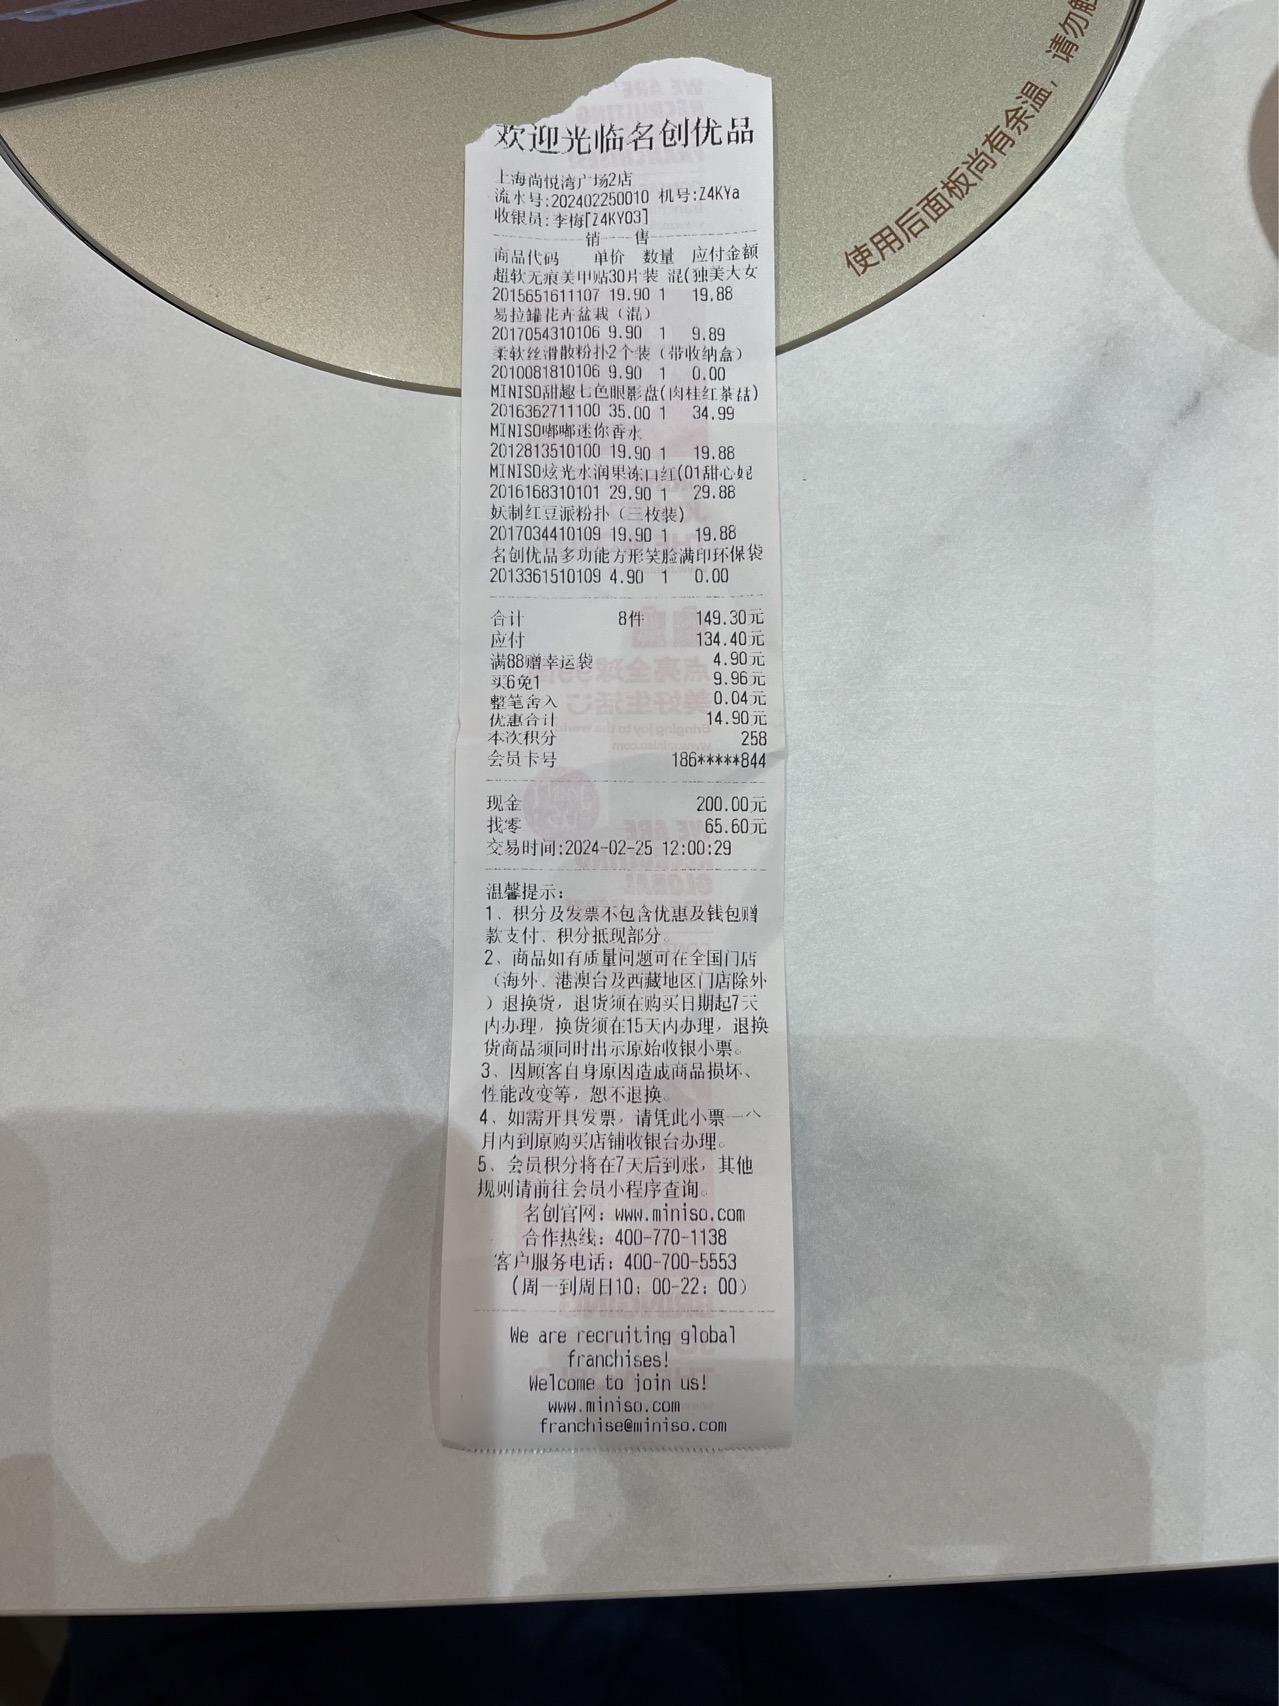 使用后面板尚有余温，请勿触
欢迎光临名创优品
上海尚悦湾广场2店
流水号:202402250010 机号:Z4KYa
收银员:李梅[Z4KY03]
销----售
商品代码 单价 数量 应付金额
超软无痕美甲贴30片装 混(独美大女
2015651611107 19.90 1 19.88
易拉罐花卉盆栽（混）
2017054310106 9.90 1 9.89
柔软丝滑散粉扑2个装（带收纳盒）
2010081810106 9.90 1 0.00
MINISO甜趣七色眼影盘(肉桂红茶喆)
2016362711100 35.00 1 34.99
MINISO嘟嘟迷你香水
2012813510100 19.90 1 19.88
MINISO炫光水润果冻口红(01甜心妮
2016168310101 29.90 1 29.88
妖制红豆派粉扑（三枚装）
2017034410109 19.90 1 19.88
名创优品多功能方形笑脸满印环保袋
2013361510109 4.90 1 0.00
合计 8件 149.30元
应付 134.40元
满88赠幸运袋 4.90元
买6免1 9.96元
整笔舍入 0.04元
优惠合计 14.90元
本次积分 258
会员卡号 186*****844
现金 200.00元
找零 65.60元
交易时间:2024-02-25 12:00:29
温馨提示：
1、积分及发票不包含优惠及钱包赠
款支付、积分抵现部分。
2、商品如有质量问题可在全国门店
（海外、港澳台及西藏地区门店除外
）退换货，退货须在购买日期起7天
内办理，换货须在15天内办理，退换
货商品须同时出示原始收银小票。
3、因顾客自身原因造成商品损坏、
性能改变等，恕不退换。
4、如需开具发票，请凭此小票一个
月内到原购买店铺收银台办理。
5、会员积分将在7天后到账，其他
规则请前往会员小程序查询。
名创官网：www.miniso.com
合作热线：400-770-1138
客户服务电话：400-700-5553
（周一到周日10：00-22：00）
We are recruiting global
franchises!
Welcome to join us!
www.miniso.com
franchise@miniso.com